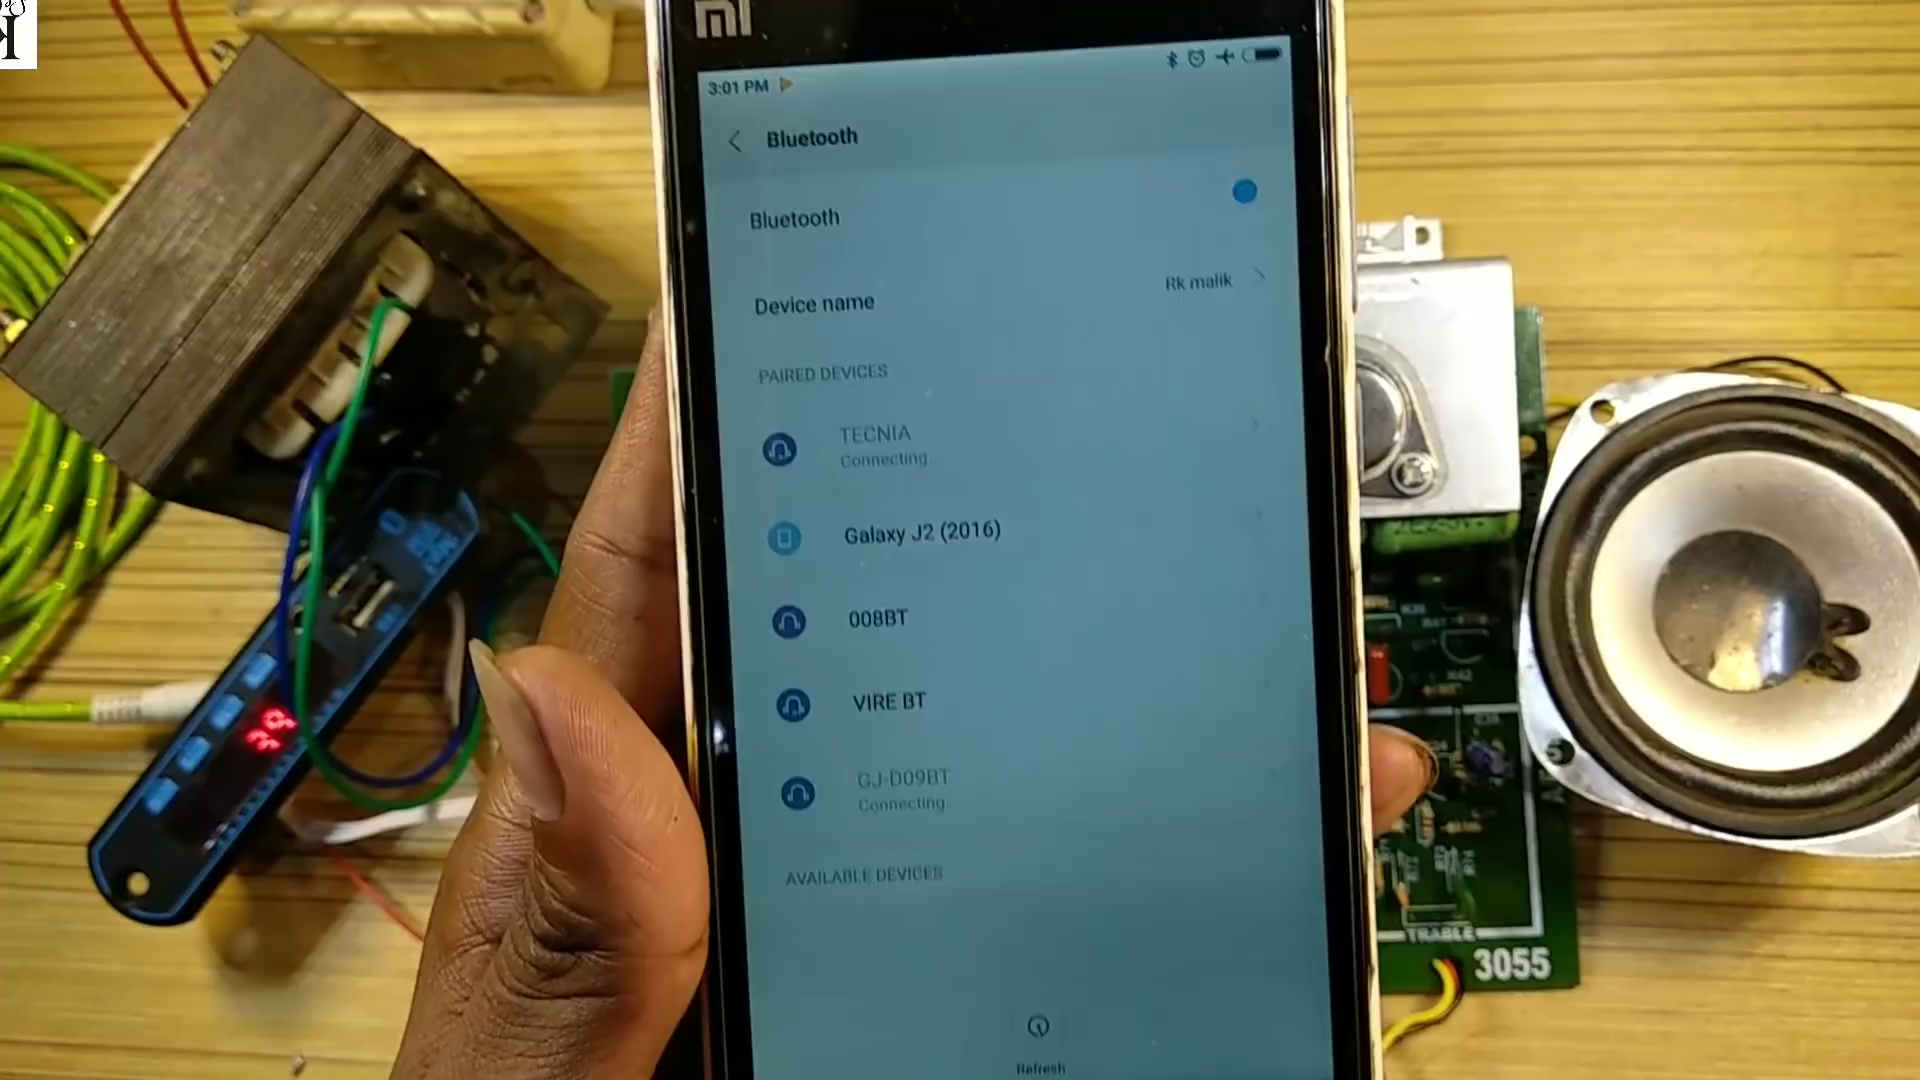 mi
3:01 PM
Bluetooth
Bluetooth
Device name
Rk malik
PAIRED DEVICES
TECNIA
Connecting
Galaxy J2 (2016)
008BT
VIRE BT
GJ-D09BT
Connecting
AVAILABLE DEVICES
Refresh
TRABLE
3055